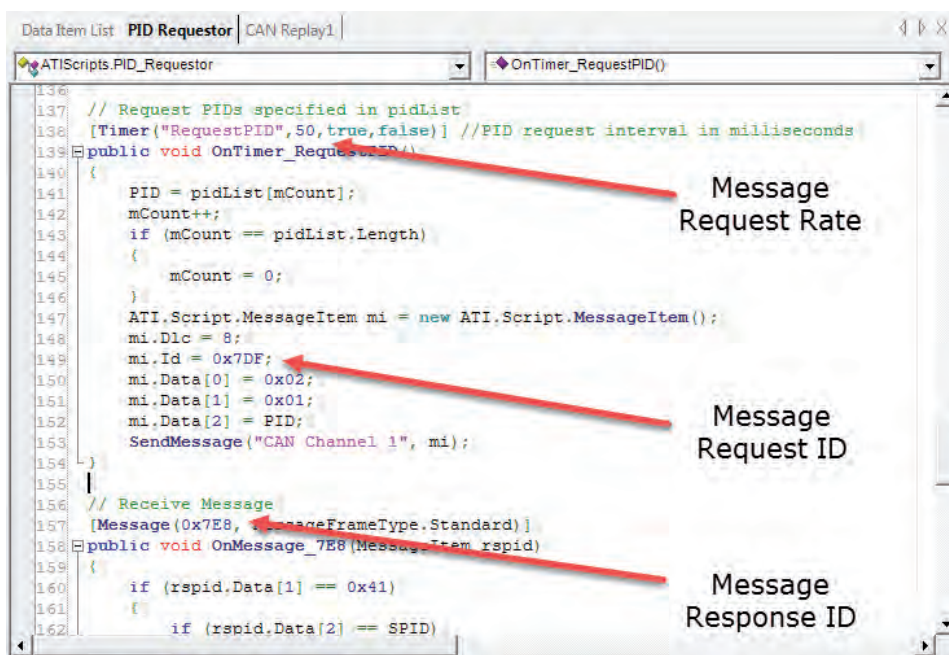 Data Item List PID Requestor CAN Replay1
ATIScripts.PID_Requestor OnTimer_RequestPID()
136
137 // Request PIDs specified in pidList
138 [Timer("RequestPID",50,true,false)] //PID request interval in milliseconds
139 public void OnTimer_RequestPID()
140 {
141 PID = pidList[mCount];
142 mCount++;
143 if (mCount == pidList.Length)
144 {
145 mCount = 0;
146 }
147 ATI.Script.MessageItem mi = new ATI.Script.MessageItem();
148 mi.Dlc = 8;
149 mi.Id = 0x7DF;
150 mi.Data[0] = 0x02;
151 mi.Data[1] = 0x01;
152 mi.Data[2] = PID;
153 SendMessage("CAN Channel 1", mi);
154 }
155
156 // Receive Message
157 [Message(0x7E8, MessageFrameType.Standard)]
158 public void OnMessage_7E8(MessageItem rspid)
159 {
160 if (rspid.Data[1] == 0x41)
161 {
162 if (rspid.Data[2] == SPID)
Message
Request Rate
Message
Request ID
Message
Response ID